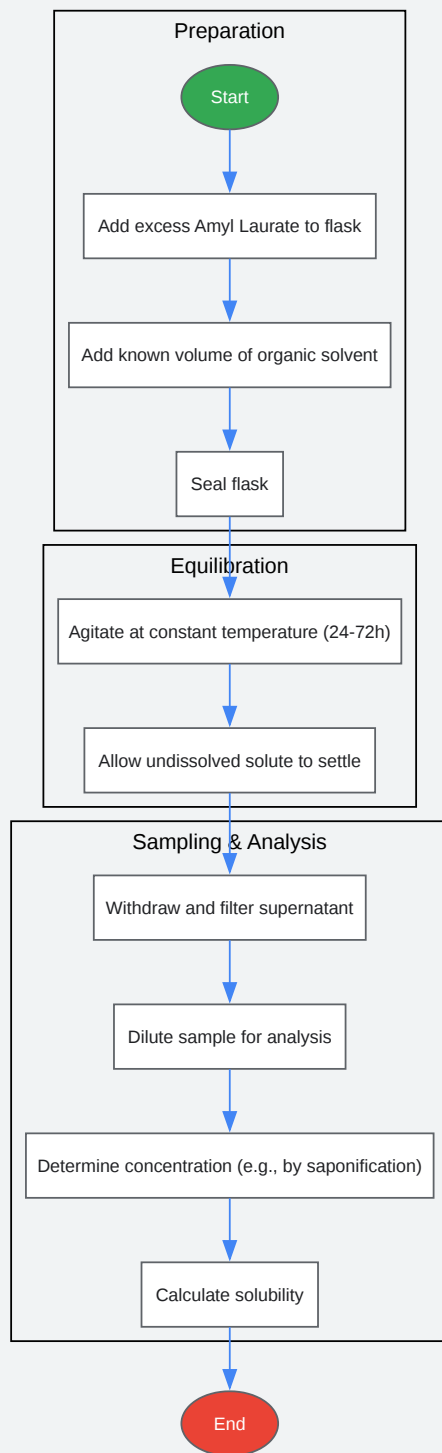 Preparation
Start
Add excess Amyl Laurate to flask
Add known volume of organic solvent
Seal flask
Equilibration
Agitate at constant temperature (24-72h)
Allow undissolved solute to settle
Sampling & Analysis
Withdraw and filter supernatant
Dilute sample for analysis
Determine concentration (e.g., by saponification)
Calculate solubility
End